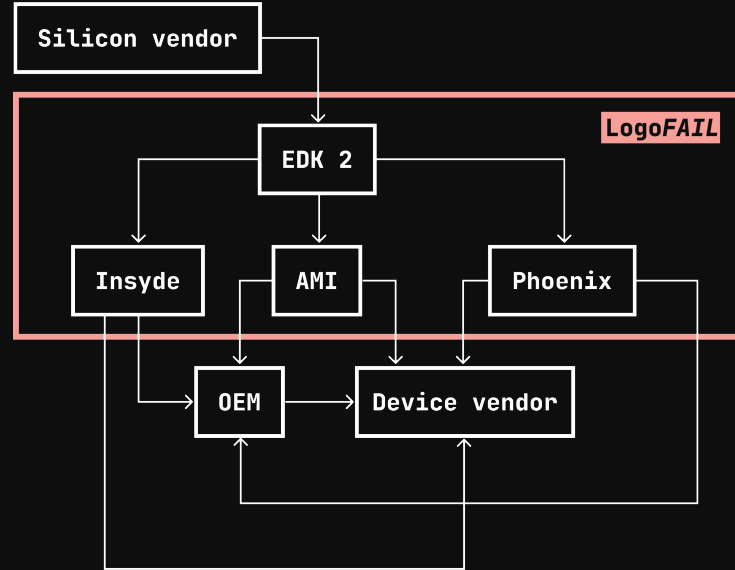 Silicon vendor
LogoFAIL
EDK 2
Insyde
AMI
Phoenix
OEM
Device vendor